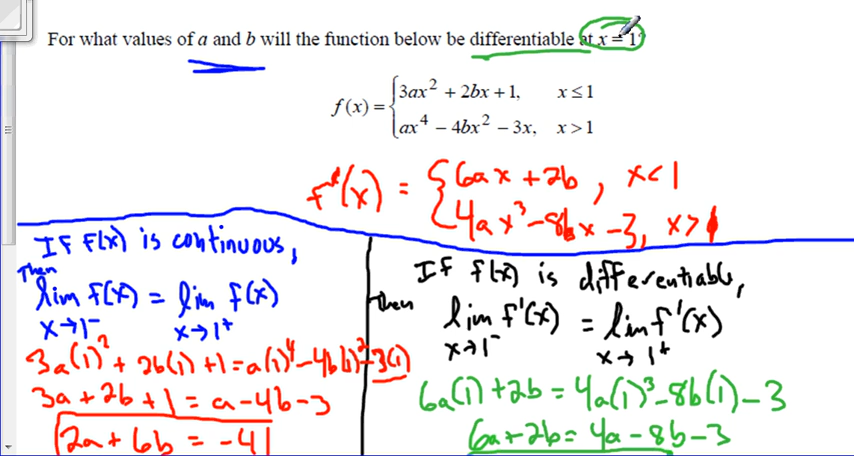 For what values of a and b will the function below be differentiable at x = 1?
f(x) = { 3ax² + 2bx + 1, x ≤ 1
ax⁴ − 4bx² − 3x, x > 1
f'(x) = { 6ax + 2b, x < 1
4ax³ − 8bx − 3, x > 1
If f(x) is continuous,
Then
lim f(x) = lim f(x)
x→1⁻ x→1⁺
3a(1)² + 2b(1) + 1 = a(1)⁴ − 4b(1)² − 3(1)
3a + 2b + 1 = a − 4b − 3
2a + 6b = −4
If f(x) is differentiable,
then lim f'(x) = lim f'(x)
x→1⁻ x→1⁺
6a(1) + 2b = 4a(1)³ − 8b(1) − 3
6a + 2b = 4a − 8b − 3